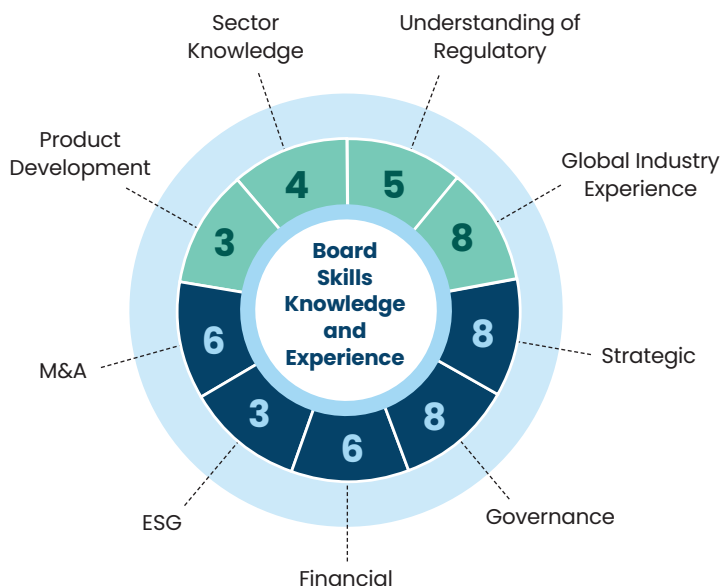 Sector
Knowledge
Understanding of
Regulatory
Product
Development
Global Industry
Experience
4
5
3
8
Board
Skills
Knowledge
and
Experience
6
8
M&A
Strategic
3
8
6
ESG
Governance
Financial